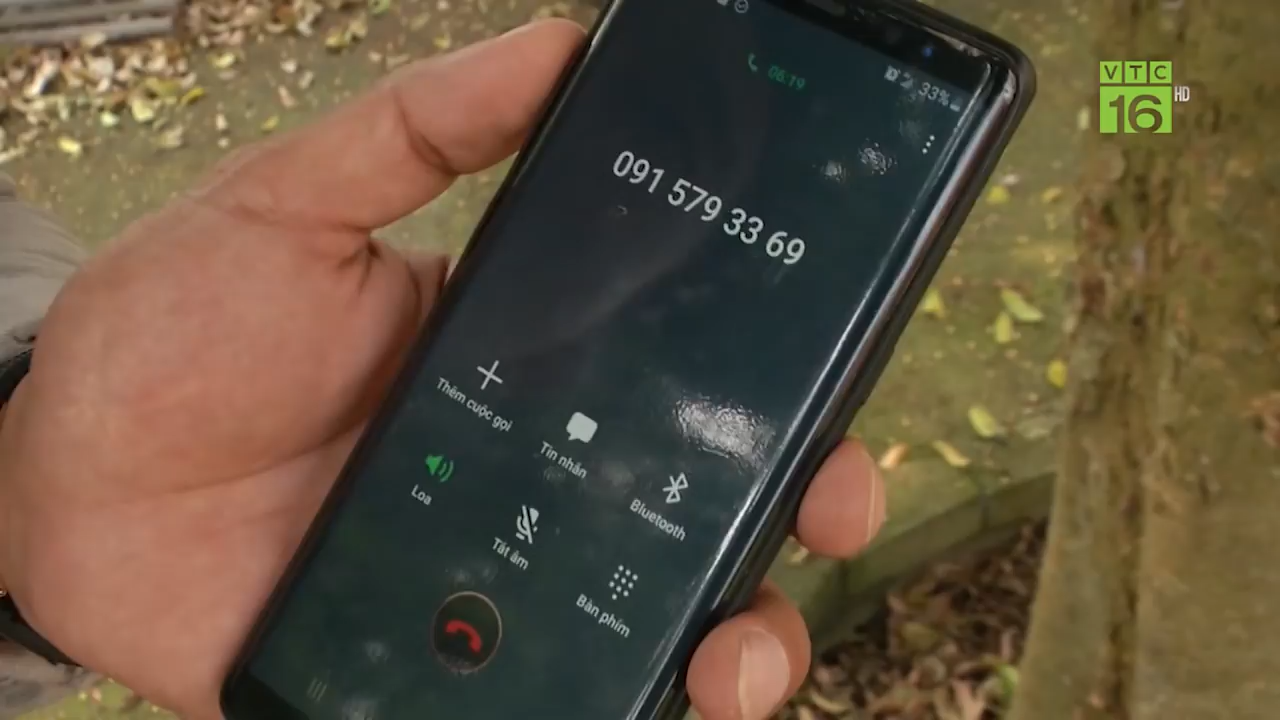 VTC
16 HD
06:19
33%
091 579 33 69
Thêm cuộc gọi
Tin nhắn
Bluetooth
Loa
Tắt âm
Bàn phím